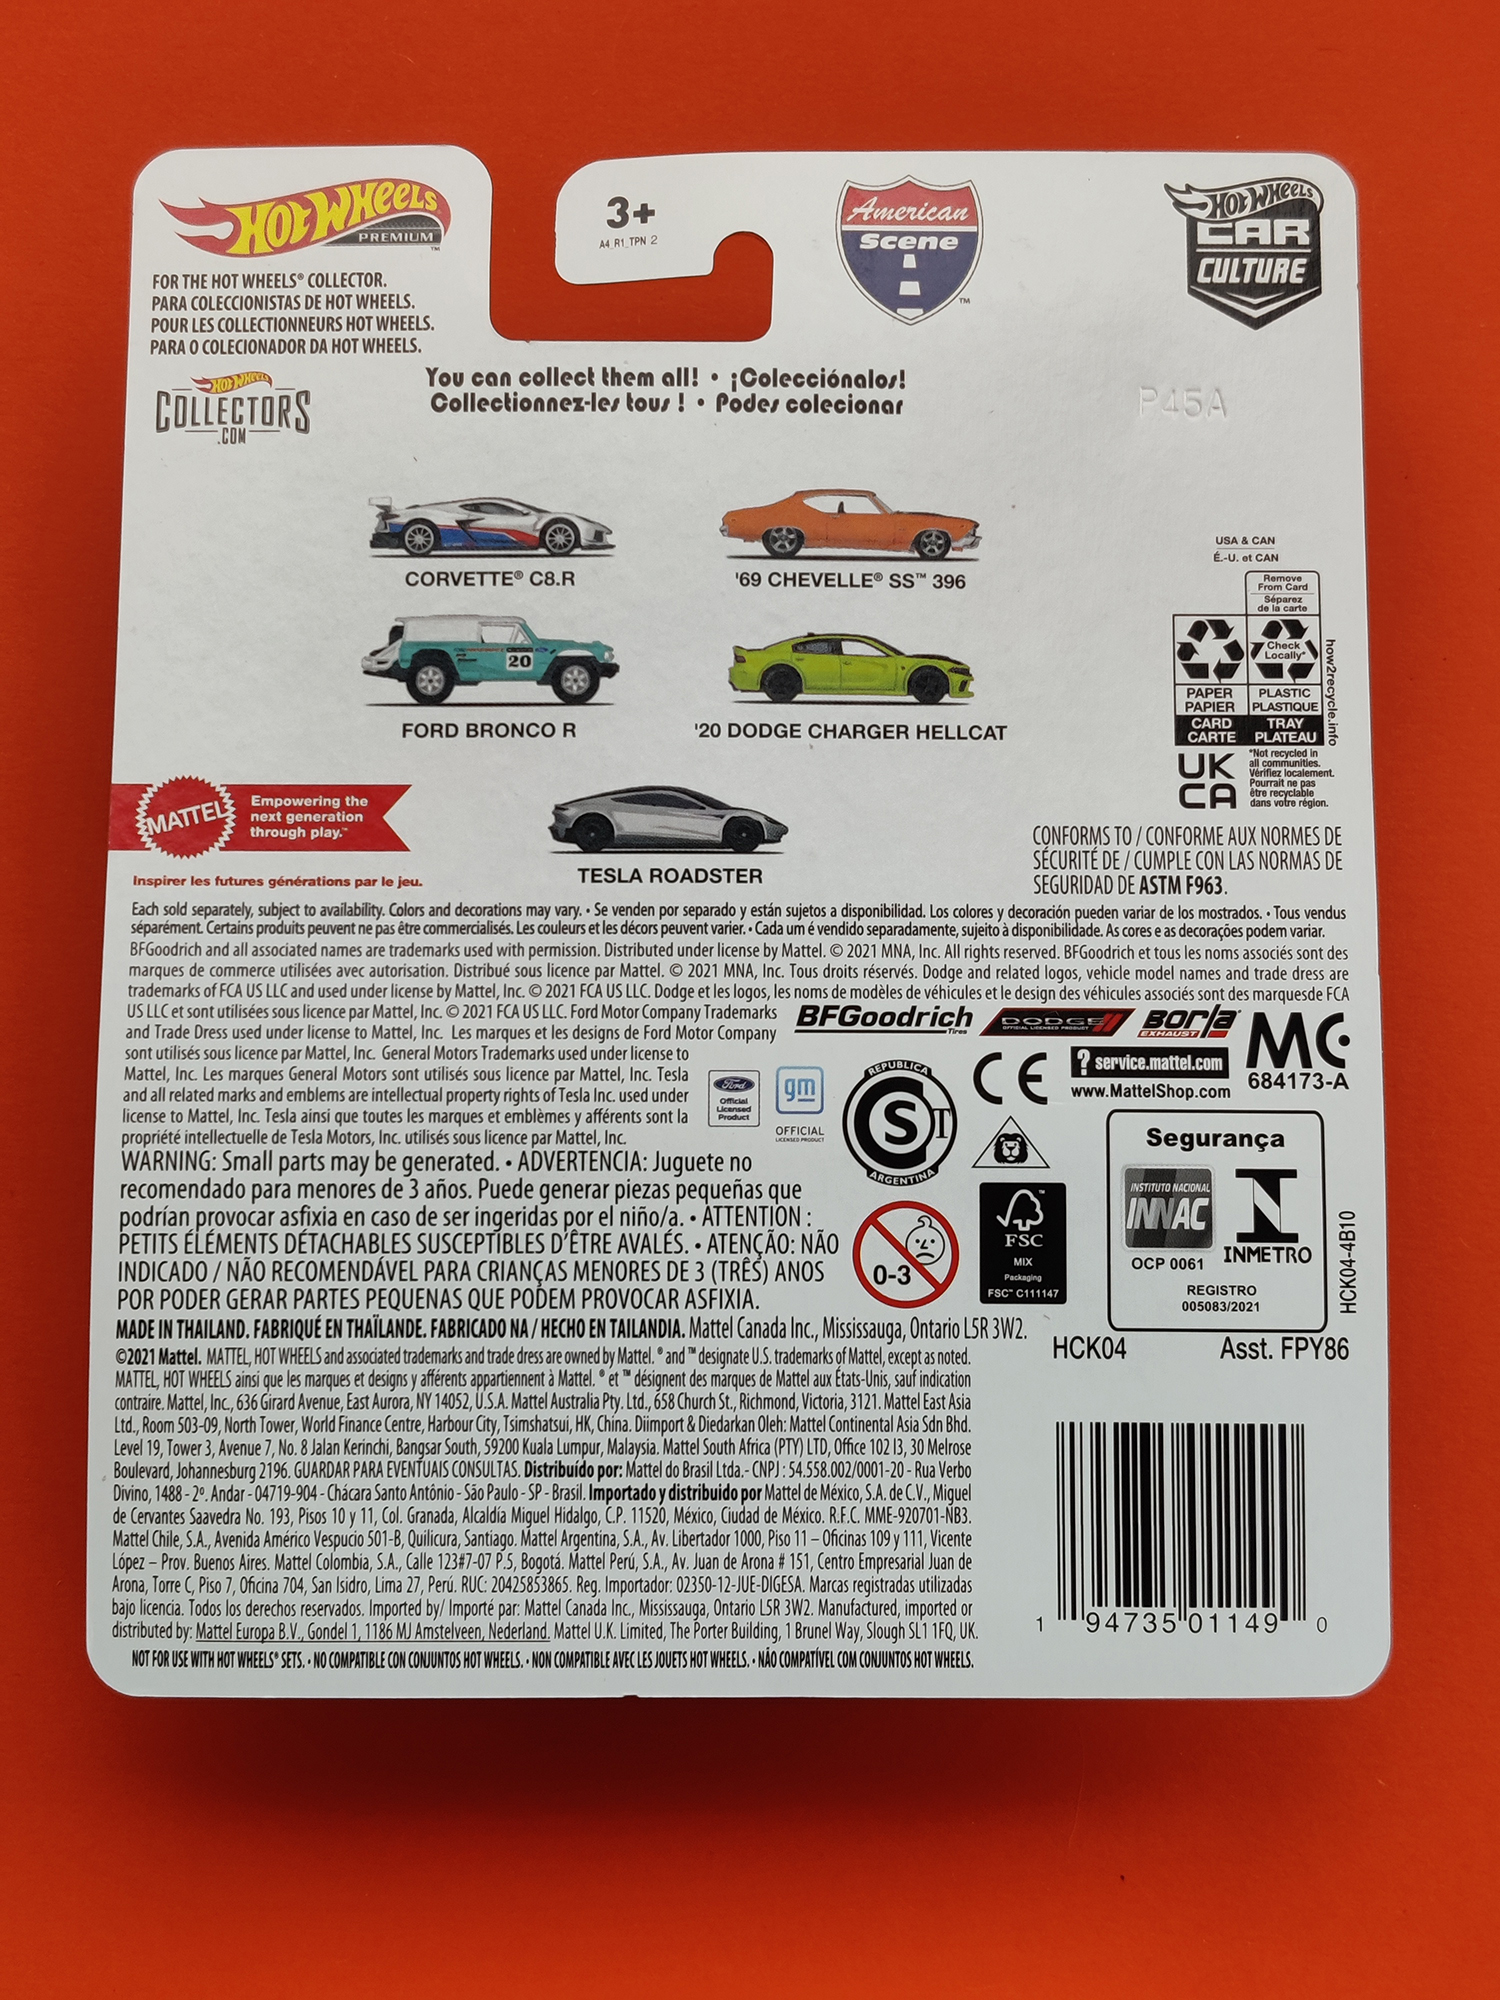 HOT WHEELS
PREMIUM
™
FOR THE HOT WHEELS® COLLECTOR.
PARA COLECCIONISTAS DE HOT WHEELS.
POUR LES COLLECTIONNEURS HOT WHEELS.
PARA O COLECIONADOR DA HOT WHEELS.
HOT WHEELS
COLLECTORS
.COM
3+
A4_R1_TPN 2
American
Scene
™
HOT WHEELS
CAR
CULTURE
You can collect them all! • ¡Colecciónalos!
Collectionnez-les tous ! • Podes colecionar
P45A
CORVETTE® C8.R
'69 CHEVELLE® SS™ 396
20
FORD BRONCO R
'20 DODGE CHARGER HELLCAT
TESLA ROADSTER
MATTEL
Empowering the
next generation
through play.™
Inspirer les futures générations par le jeu.
USA & CAN
É.-U. et CAN
Remove
From Card
Séparez
de la carte
Check
Locally*
PAPER
PAPIER
PLASTIC
PLASTIQUE
CARD
CARTE
TRAY
PLATEAU
how2recycle.info
UK
CA
*Not recycled in
all communities.
Vérifiez localement.
Pourrait ne pas
être recyclable
dans votre région.
CONFORMS TO / CONFORME AUX NORMES DE
SÉCURITÉ DE / CUMPLE CON LAS NORMAS DE
SEGURIDAD DE ASTM F963.
Each sold separately, subject to availability. Colors and decorations may vary. • Se venden por separado y están sujetos a disponibilidad. Los colores y decoración pueden variar de los mostrados. • Tous vendus
séparément. Certains produits peuvent ne pas être commercialisés. Les couleurs et les décors peuvent varier. • Cada um é vendido separadamente, sujeito à disponibilidade. As cores e as decorações podem variar.
BFGoodrich and all associated names are trademarks used with permission. Distributed under license by Mattel. © 2021 MNA, Inc. All rights reserved. BFGoodrich et tous les noms associés sont des
marques de commerce utilisées avec autorisation. Distribué sous licence par Mattel. © 2021 MNA, Inc. Tous droits réservés. Dodge and related logos, vehicle model names and trade dress are
trademarks of FCA US LLC and used under license by Mattel, Inc. © 2021 FCA US LLC. Dodge et les logos, les noms de modèles de véhicules et le design des véhicules associés sont des marquesde FCA
US LLC et sont utilisées sous licence par Mattel, Inc. © 2021 FCA US LLC. Ford Motor Company Trademarks
and Trade Dress used under license to Mattel, Inc. Les marques et les designs de Ford Motor Company
sont utilisés sous licence par Mattel, Inc. General Motors Trademarks used under license to
Mattel, Inc. Les marques General Motors sont utilisés sous licence par Mattel, Inc. Tesla
and all related marks and emblems are intellectual property rights of Tesla Inc. used under
license to Mattel, Inc. Tesla ainsi que toutes les marques et emblèmes y afférents sont la
propriété intellectuelle de Tesla Motors, Inc. utilisés sous licence par Mattel, Inc.
BFGoodrich
Tires
DODGE
OFFICIAL LICENSED PRODUCT
Borla
EXHAUST
MC
684173-A
Ford
Official
Licensed
Product
gm
OFFICIAL
LICENSED PRODUCT
REPUBLICA
S
T
ARGENTINA
CE
? service.mattel.com
www.MattelShop.com
WARNING: Small parts may be generated. • ADVERTENCIA: Juguete no
recomendado para menores de 3 años. Puede generar piezas pequeñas que
podrían provocar asfixia en caso de ser ingeridas por el niño/a. • ATTENTION :
PETITS ÉLÉMENTS DÉTACHABLES SUSCEPTIBLES D'ÊTRE AVALÉS. • ATENÇÃO: NÃO
INDICADO / NÃO RECOMENDÁVEL PARA CRIANÇAS MENORES DE 3 (TRÊS) ANOS
POR PODER GERAR PARTES PEQUENAS QUE PODEM PROVOCAR ASFIXIA.
0-3
FSC
MIX
Packaging
FSC™ C111147
Segurança
INSTITUTO NACIONAL
INNAC
OCP 0061
INMETRO
REGISTRO
005083/2021
HCK04-4B10
MADE IN THAILAND. FABRIQUÉ EN THAÏLANDE. FABRICADO NA / HECHO EN TAILANDIA. Mattel Canada Inc., Mississauga, Ontario L5R 3W2.
HCK04
Asst. FPY86
©2021 Mattel. MATTEL, HOT WHEELS and associated trademarks and trade dress are owned by Mattel. ® and ™ designate U.S. trademarks of Mattel, except as noted.
MATTEL, HOT WHEELS ainsi que les marques et designs y afférents appartiennent à Mattel. ® et ™ désignent des marques de Mattel aux États-Unis, sauf indication
contraire. Mattel, Inc., 636 Girard Avenue, East Aurora, NY 14052, U.S.A. Mattel Australia Pty. Ltd., 658 Church St., Richmond, Victoria, 3121. Mattel East Asia
Ltd., Room 503-09, North Tower, World Finance Centre, Harbour City, Tsimshatsui, HK, China. Diimport & Diedarkan Oleh: Mattel Continental Asia Sdn Bhd.
Level 19, Tower 3, Avenue 7, No. 8 Jalan Kerinchi, Bangsar South, 59200 Kuala Lumpur, Malaysia. Mattel South Africa (PTY) LTD, Office 102 I3, 30 Melrose
Boulevard, Johannesburg 2196. GUARDAR PARA EVENTUAIS CONSULTAS. Distribuído por: Mattel do Brasil Ltda.- CNPJ : 54.558.002/0001-20 - Rua Verbo
Divino, 1488 - 2º. Andar - 04719-904 - Chácara Santo Antônio - São Paulo - SP - Brasil. Importado y distribuido por Mattel de México, S.A. de C.V., Miguel
de Cervantes Saavedra No. 193, Pisos 10 y 11, Col. Granada, Alcaldía Miguel Hidalgo, C.P. 11520, México, Ciudad de México. R.F.C. MME-920701-NB3.
Mattel Chile, S.A., Avenida Américo Vespucio 501-B, Quilicura, Santiago. Mattel Argentina, S.A., Av. Libertador 1000, Piso 11 – Oficinas 109 y 111, Vicente
López – Prov. Buenos Aires. Mattel Colombia, S.A., Calle 123#7-07 P.5, Bogotá. Mattel Perú, S.A., Av. Juan de Arona # 151, Centro Empresarial Juan de
Arona, Torre C, Piso 7, Oficina 704, San Isidro, Lima 27, Perú. RUC: 20425853865. Reg. Importador: 02350-12-JUE-DIGESA. Marcas registradas utilizadas
bajo licencia. Todos los derechos reservados. Imported by/ Importé par: Mattel Canada Inc., Mississauga, Ontario L5R 3W2. Manufactured, imported or
distributed by: Mattel Europa B.V., Gondel 1, 1186 MJ Amstelveen, Nederland. Mattel U.K. Limited, The Porter Building, 1 Brunel Way, Slough SL1 1FQ, UK.
NOT FOR USE WITH HOT WHEELS® SETS. • NO COMPATIBLE CON CONJUNTOS HOT WHEELS. • NON COMPATIBLE AVEC LES JOUETS HOT WHEELS. • NÃO COMPATÍVEL COM CONJUNTOS HOT WHEELS.
1 94735 01149 0